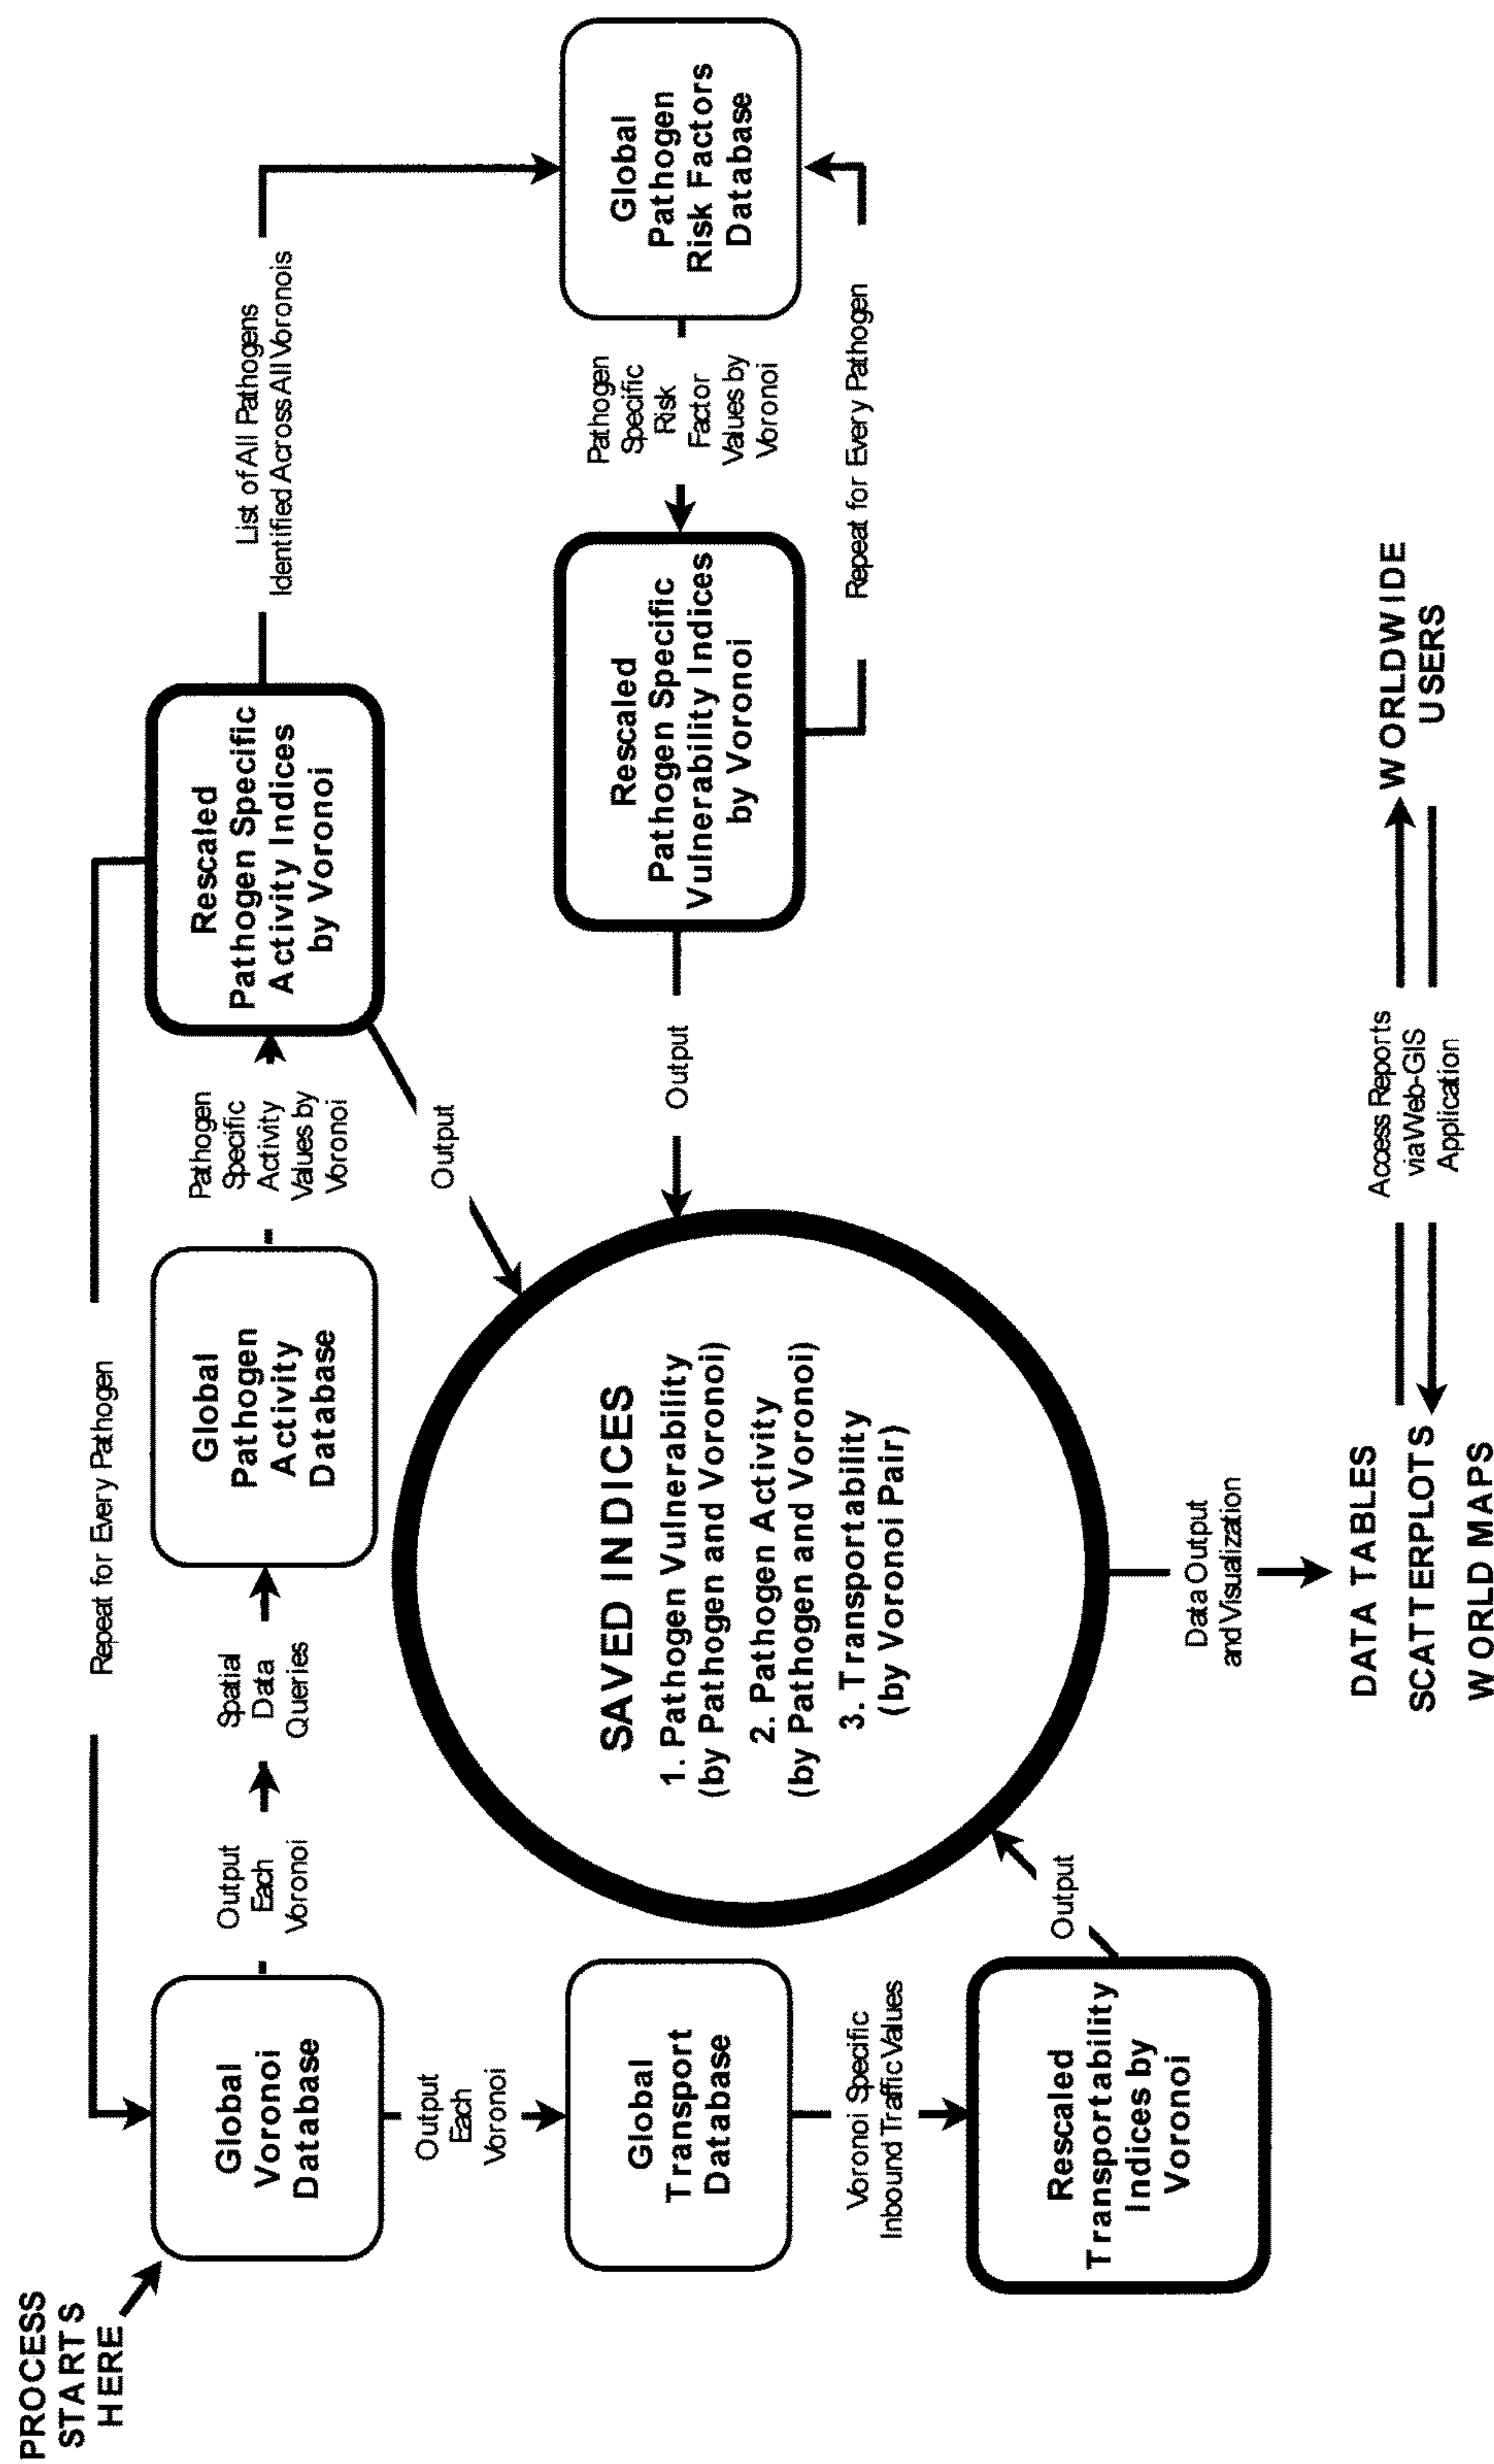 PROCESS
STARTS
HERE
Repeat for Every Pathogen
Global
Voronoi
Database
Output
Each
Voronoi
Spatial
Data
Queries
Global
Pathogen
Activity
Database
Pathogen
Specific
Activity
Values by
Voronoi
Rescaled
Pathogen Specific
Activity Indices
by Voronoi
List of All Pathogens
Identified Across All Voronois
Output
Each
Voronoi
Output
Global
Transport
Database
SAVED INDICES
1. Pathogen Vulnerability
(by Pathogen and Voronoi)
2. Pathogen Activity
(by Pathogen and Voronoi)
3. Transportability
(by Voronoi Pair)
Output
Rescaled
Pathogen Specific
Vulnerability Indices
by Voronoi
Pathogen
Specific
Risk
Factor
Values by
Voronoi
Global
Pathogen
Risk Factors
Database
Repeat for Every Pathogen
Voronoi Specific
Inbound Traffic Values
Rescaled
Transportability
Indices by
Voronoi
Output
Data Output
and Visualization
DATA TABLES
SCATTERPLOTS
WORLD MAPS
Access Reports
via Web-GIS
Application
WORLDWIDE
USERS